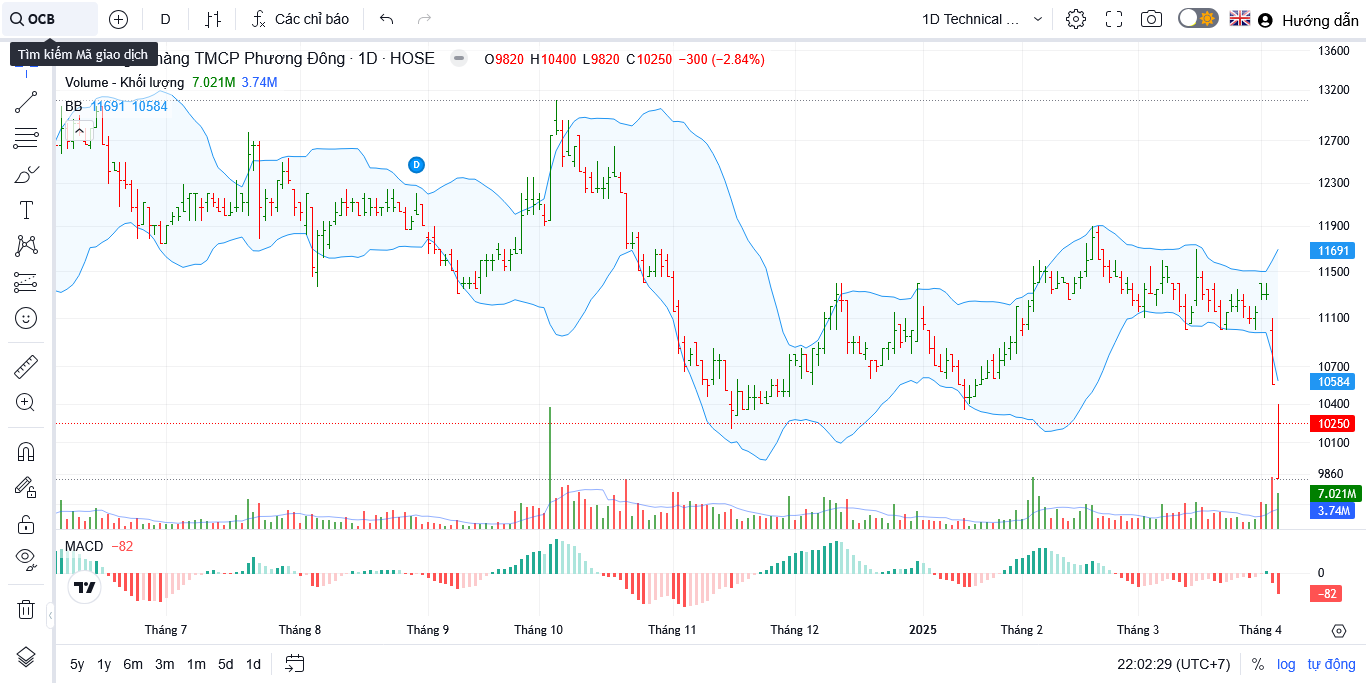 OCB
D
Các chỉ báo
1D Technical ...
Hướng dẫn
Tìm kiếm Mã giao dịch
hàng TMCP Phương Đông · 1D · HOSE
O9820 H10400 L9820 C10250 −300 (−2.84%)
Volume - Khối lượng 7.021M 3.74M
BB 11691 10584
D
13600
13200
12700
12300
11900
11691
11500
11100
10700
10584
10400
10250
10100
9860
7.021M
3.74M
MACD −82
0
−82
Tháng 7
Tháng 8
Tháng 9
Tháng 10
Tháng 11
Tháng 12
2025
Tháng 2
Tháng 3
Tháng 4
5y 1y 6m 3m 1m 5d 1d
22:02:29 (UTC+7)
%
log
tự động